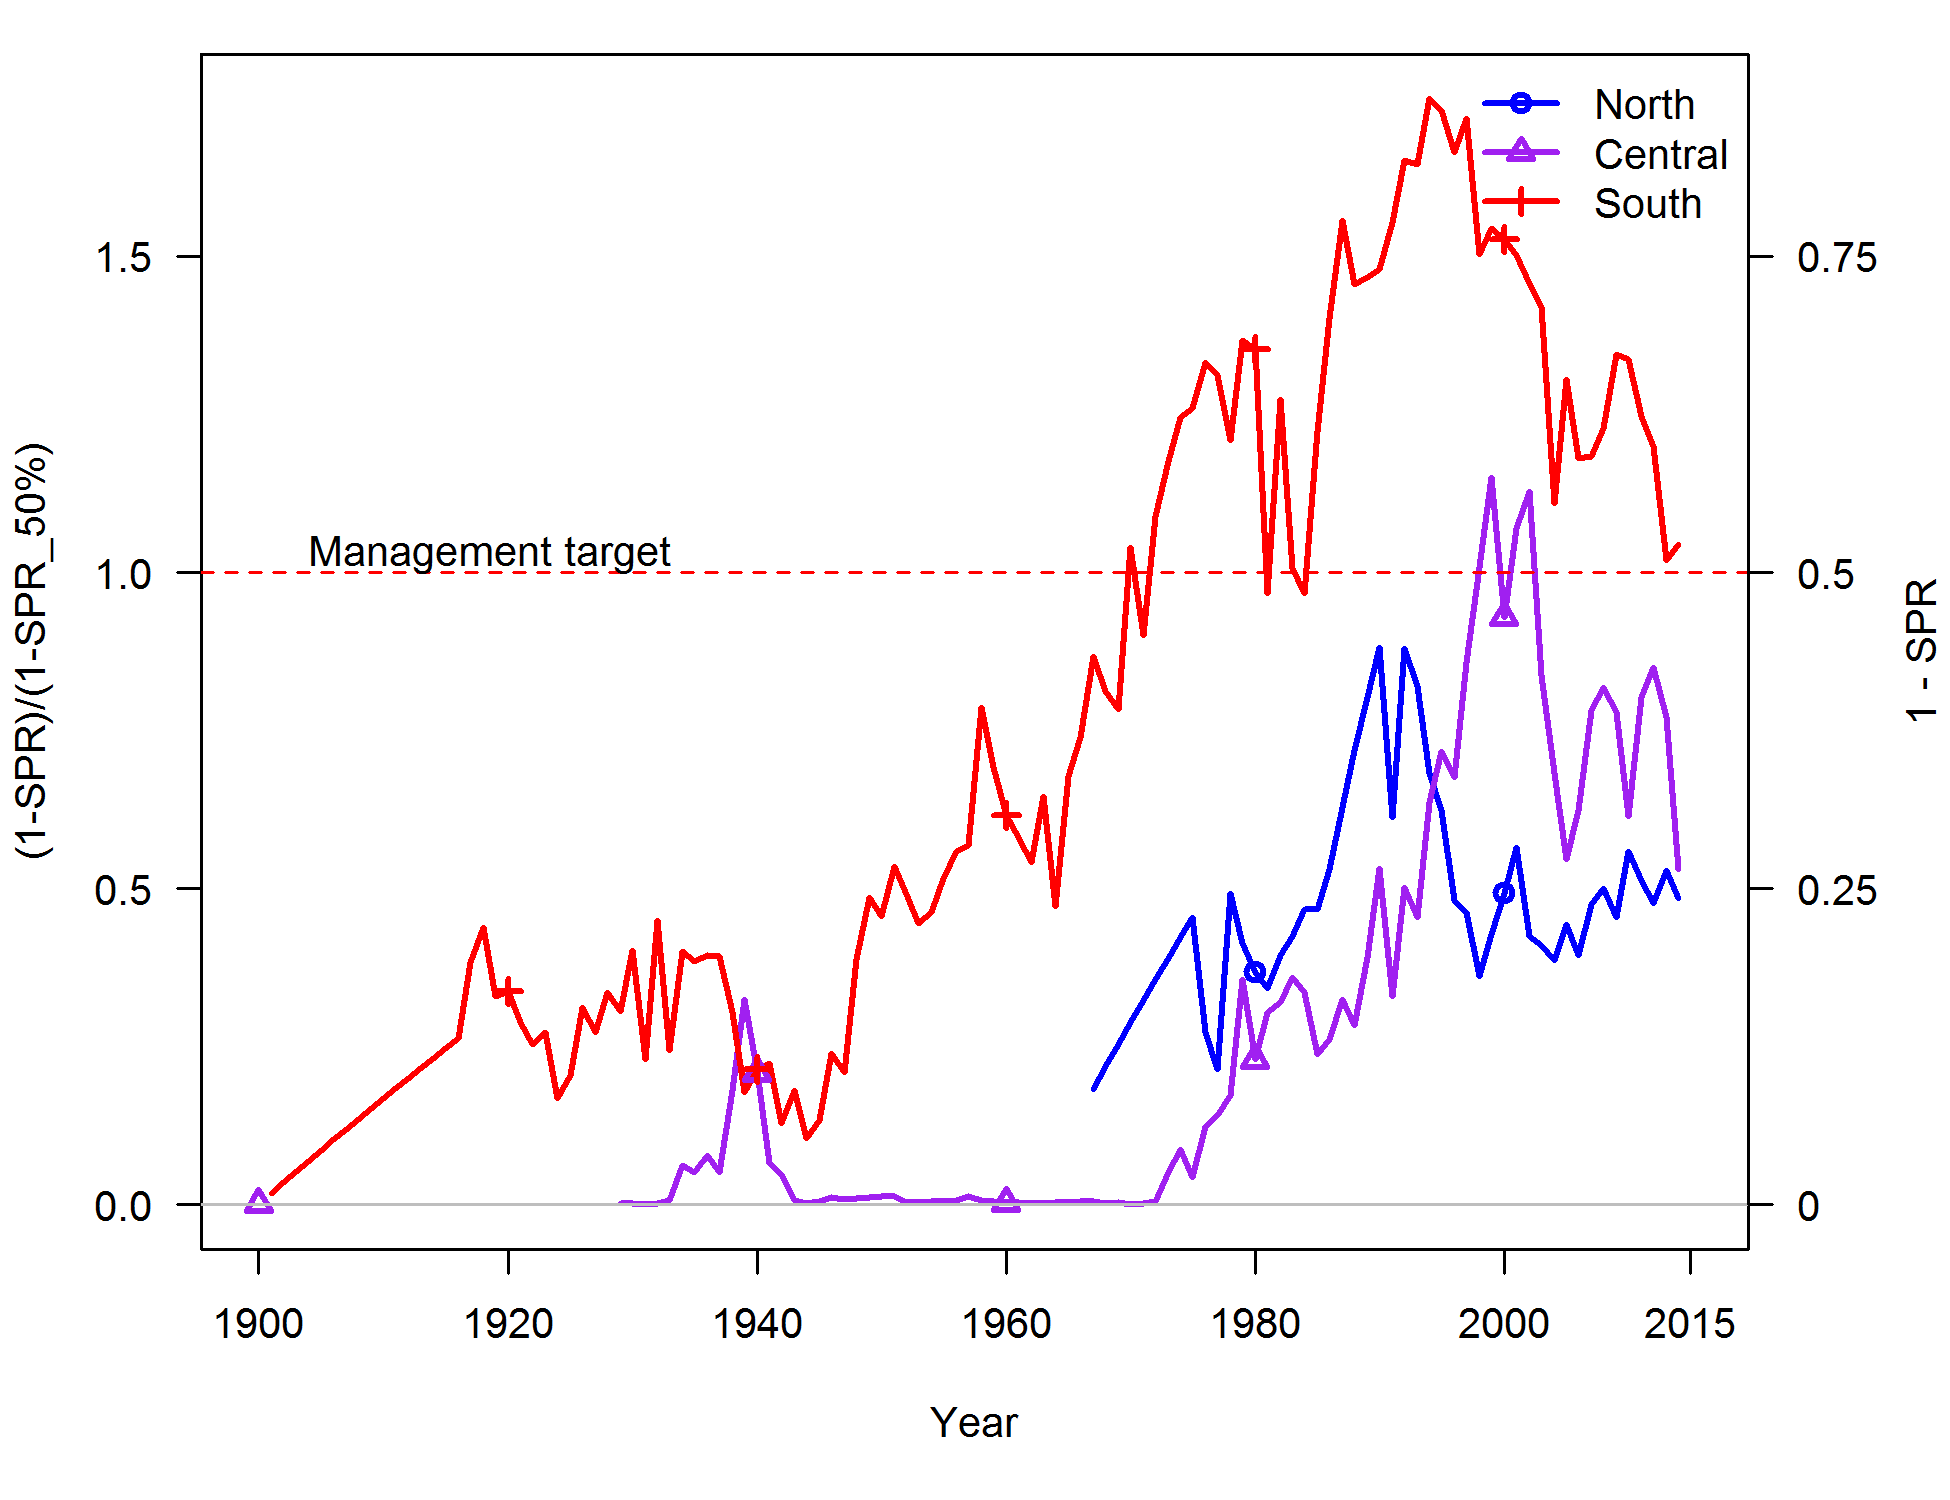 North
Central
South
Management target
(1-SPR)/(1-SPR_50%)
1.5
1.0
0.5
0.0
0.75
0.5
0.25
0
1 - SPR
1900
1920
1940
1960
1980
2000
2015
Year